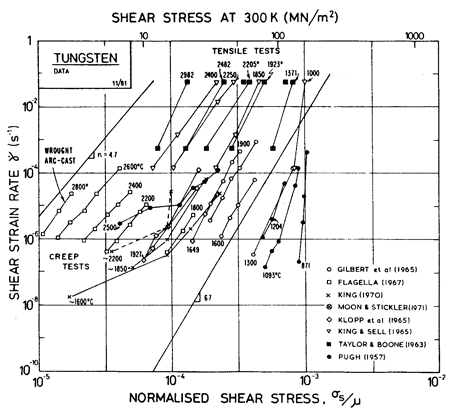 SHEAR STRESS AT 300K (MN/m²)
10 100 1000
TUNGSTEN
DATA
11/81
TENSILE TESTS
2982 2400 2482 2250 2205° 1850 1923° 1371 1000
WROUGHT
ARC-CAST
n = 4.7
2800° 2600°C 2400 2200
2500
1900
1800
~2200
1927
~1850°
1649
1600
1204
1300
1093°C
871
CREEP
TESTS
~1600°C
6.7
○ GILBERT et al (1965)
□ FLAGELLA (1967)
× KING (1970)
⊗ MOON & STICKLER (1971)
◇ KLOPP et al (1965)
▽ KING & SELL (1965)
■ TAYLOR & BOONE (1963)
● PUGH (1957)
SHEAR STRAIN RATE γ̇ (s⁻¹)
1
10⁻²
10⁻⁴
10⁻⁶
10⁻⁸
10⁻¹⁰
10⁻⁵ 10⁻⁴ 10⁻³ 10⁻²
NORMALISED SHEAR STRESS, σs/μ